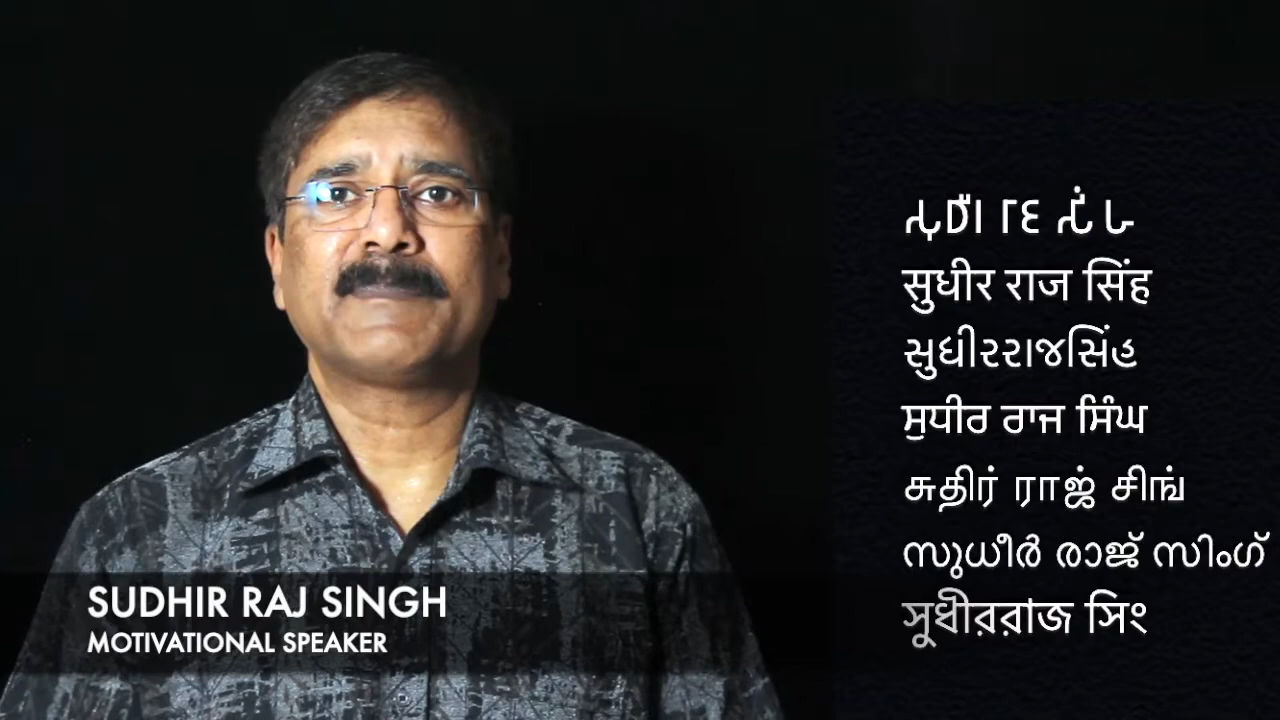 𑀲𑀼𑀥𑀻𑀭 𑀭𑀸𑀚 𑀲𑀺𑀁𑀳
सुधीर राज सिंह
સુધીરરાજસિંહ
ਸੁਧੀਰ ਰਾਜ ਸਿੰਘ
சுதிர் ராஜ் சிங்
സുധീർ രാജ് സിംഗ്
সুধীররাজ সিং
SUDHIR RAJ SINGH
MOTIVATIONAL SPEAKER